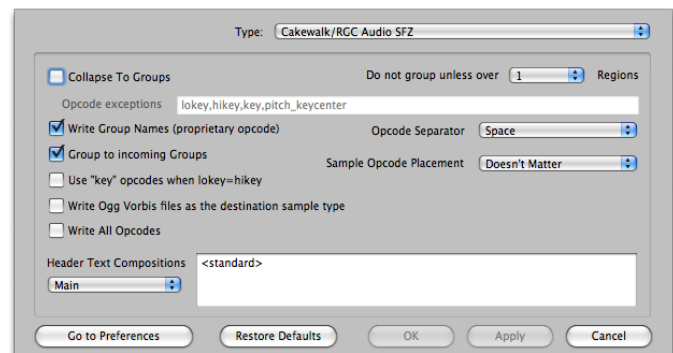 Type: Cakewalk/RGC Audio SFZ
Collapse To Groups Do not group unless over 1 Regions
Opcode exceptions lokey,hikey,key,pitch_keycenter
Write Group Names (proprietary opcode) Opcode Separator Space
Group to incoming Groups
Sample Opcode Placement Doesn't Matter
Use "key" opcodes when lokey=hikey
Write Ogg Vorbis files as the destination sample type
Write All Opcodes
Header Text Compositions <standard>
Main
Go to Preferences Restore Defaults OK Apply Cancel